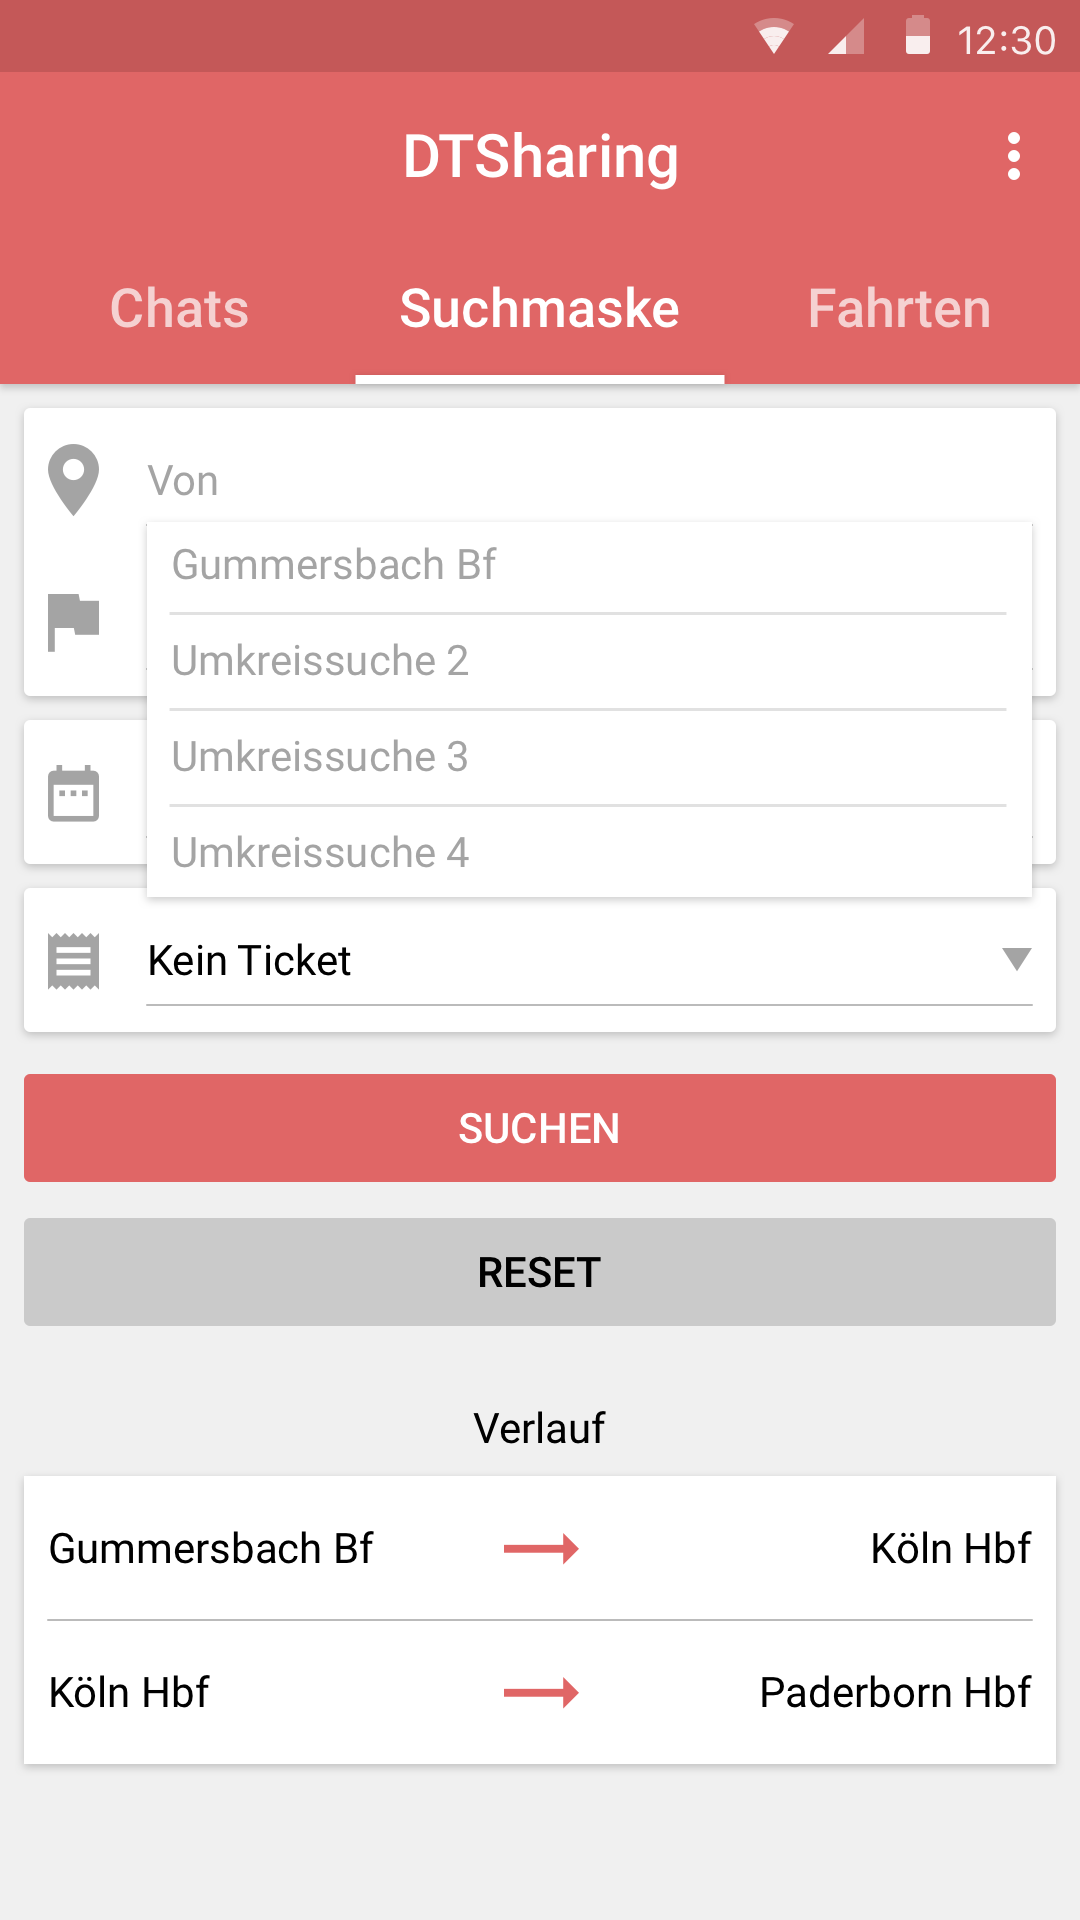 12:30
DTSharing
Chats Suchmaske Fahrten
Von
Gummersbach Bf
Umkreissuche 2
Umkreissuche 3
Umkreissuche 4
Kein Ticket
SUCHEN
RESET
Verlauf
Gummersbach Bf Köln Hbf
Köln Hbf Paderborn Hbf